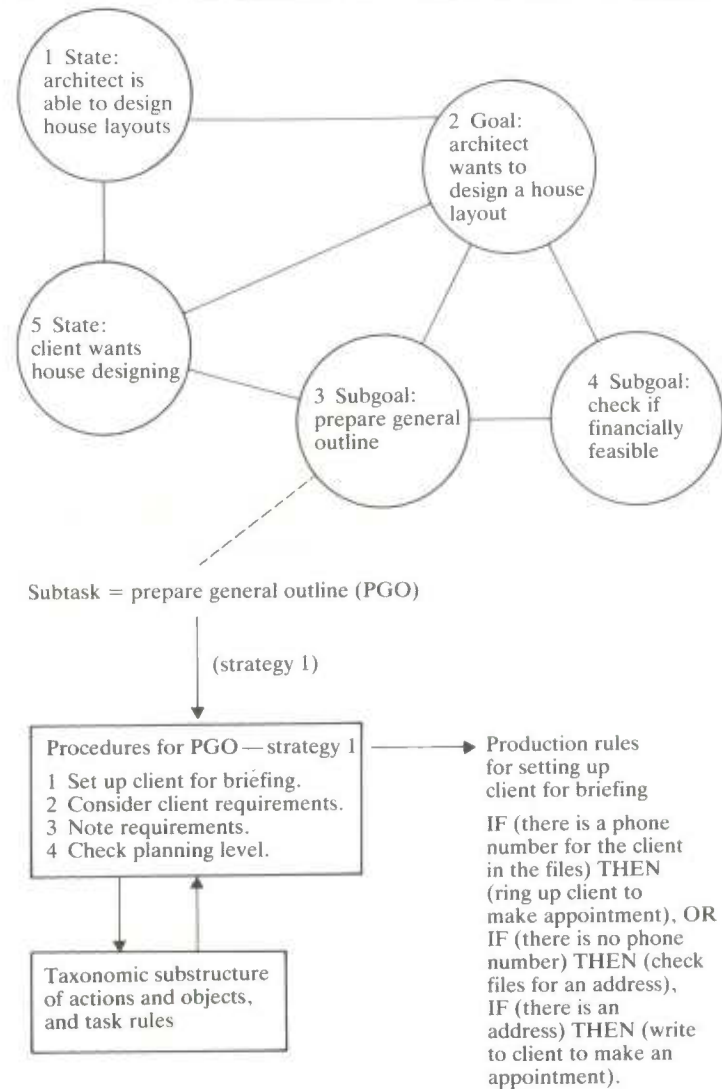 1 State:
architect is
able to design
house layouts
2 Goal:
architect
wants to
design a house
layout
5 State:
client wants
house designing
3 Subgoal:
prepare general
outline
4 Subgoal:
check if
financially
feasible
Subtask = prepare general outline (PGO)
(strategy 1)
Procedures for PGO — strategy 1
1 Set up client for briefing.
2 Consider client requirements.
3 Note requirements.
4 Check planning level.
Production rules
for setting up
client for briefing
IF (there is a phone
number for the client
in the files) THEN
(ring up client to
make appointment), OR
IF (there is no phone
number) THEN (check
files for an address),
IF (there is an
address) THEN (write
to client to make an
appointment).
Taxonomic substructure
of actions and objects,
and task rules